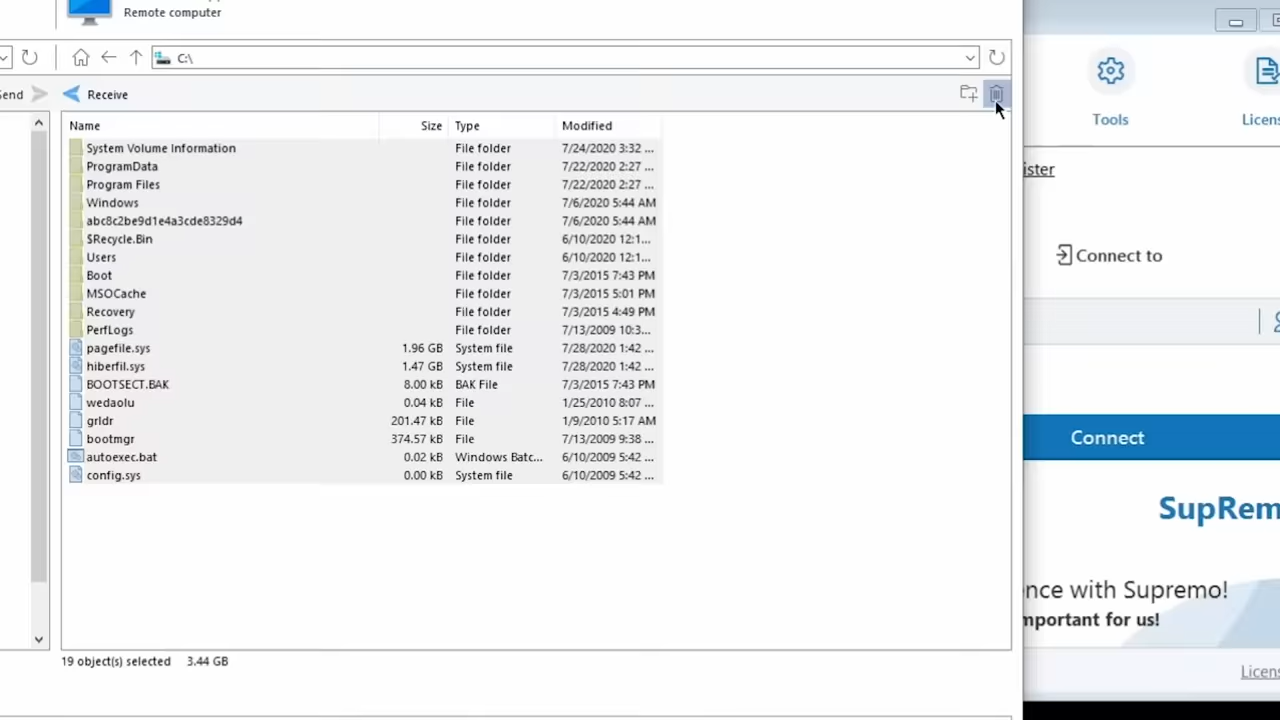 Remote computer
C:\
Send
Receive
Name Size Type Modified
System Volume Information File folder 7/24/2020 3:32 ...
ProgramData File folder 7/22/2020 2:27 ...
Program Files File folder 7/22/2020 2:27 ...
Windows File folder 7/6/2020 5:44 AM
abc8c2be9d1e4a3cde8329d4 File folder 7/6/2020 5:44 AM
$Recycle.Bin File folder 6/10/2020 12:1...
Users File folder 6/10/2020 12:1...
Boot File folder 7/3/2015 7:43 PM
MSOCache File folder 7/3/2015 5:01 PM
Recovery File folder 7/3/2015 4:49 PM
PerfLogs File folder 7/13/2009 10:3...
pagefile.sys 1.96 GB System file 7/28/2020 1:42 ...
hiberfil.sys 1.47 GB System file 7/28/2020 1:42 ...
BOOTSECT.BAK 8.00 kB BAK File 7/3/2015 7:43 PM
wedaolu 0.04 kB File 1/25/2010 8:07 ...
grldr 201.47 kB File 1/9/2010 5:17 AM
bootmgr 374.57 kB File 7/13/2009 9:38 ...
autoexec.bat 0.02 kB Windows Batc... 6/10/2009 5:42 ...
config.sys 0.00 kB System file 6/10/2009 5:42 ...
19 object(s) selected 3.44 GB
Tools
Licens
ister
Connect to
Connect
SupRem
nce with Supremo!
mportant for us!
Licens